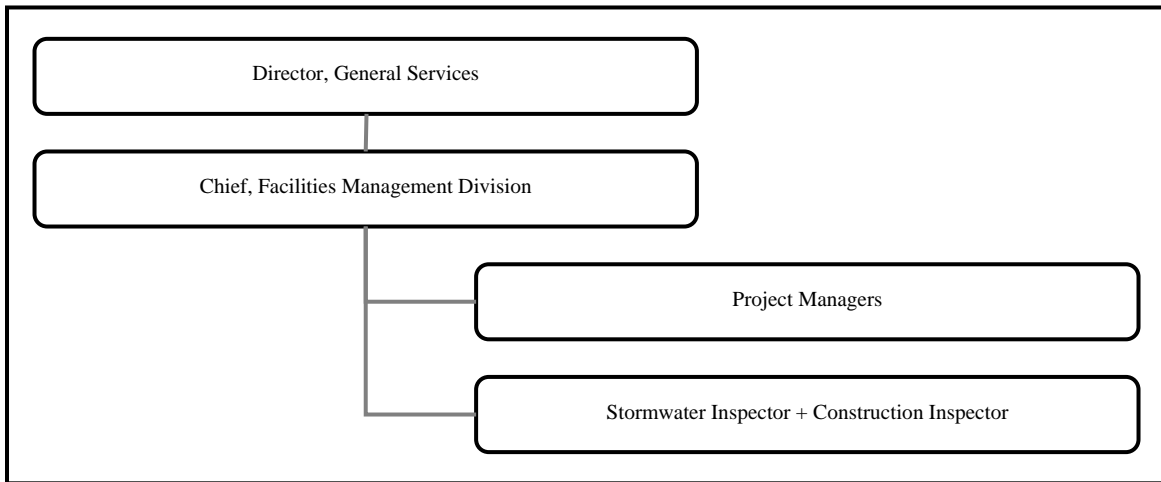 Director, General Services
Chief, Facilities Management Division
Project Managers
Stormwater Inspector + Construction Inspector